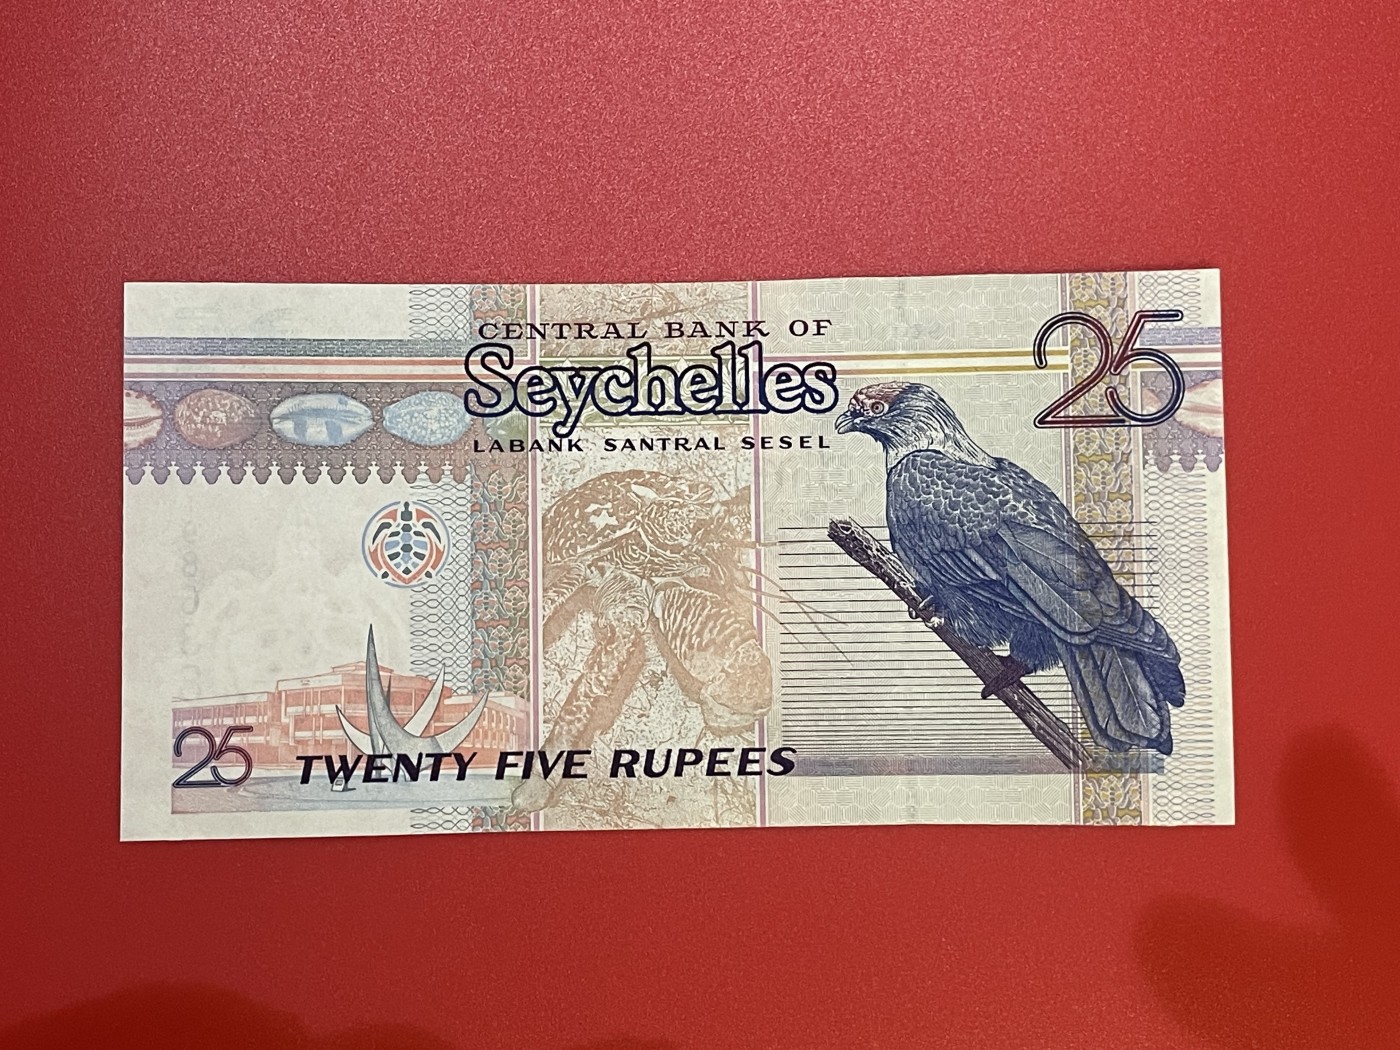 CENTRAL BANK OF
Seychelles
LABANK SANTRAL SESEL
25
25
TWENTY FIVE RUPEES